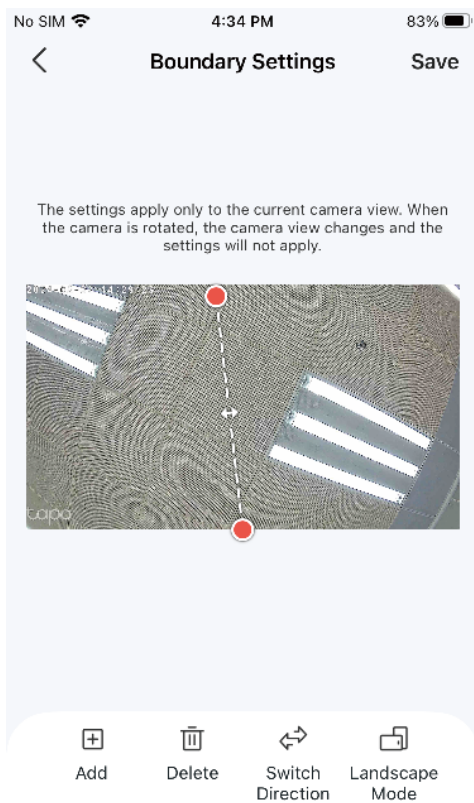 No SIM 4:34 PM 83%
Boundary Settings Save
The settings apply only to the current camera view. When
the camera is rotated, the camera view changes and the
settings will not apply.
tapo
Add Delete Switch Direction Landscape Mode